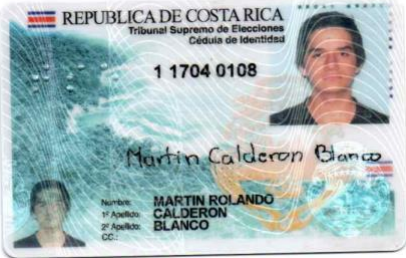 REPUBLICA DE COSTA RICA
Tribunal Supremo de Elecciones
Cédula de Identidad
1 1704 0108
Martin Calderon Blanco
Nombre: MARTIN ROLANDO
1º Apellido: CALDERON
2º Apellido: BLANCO
CC.: